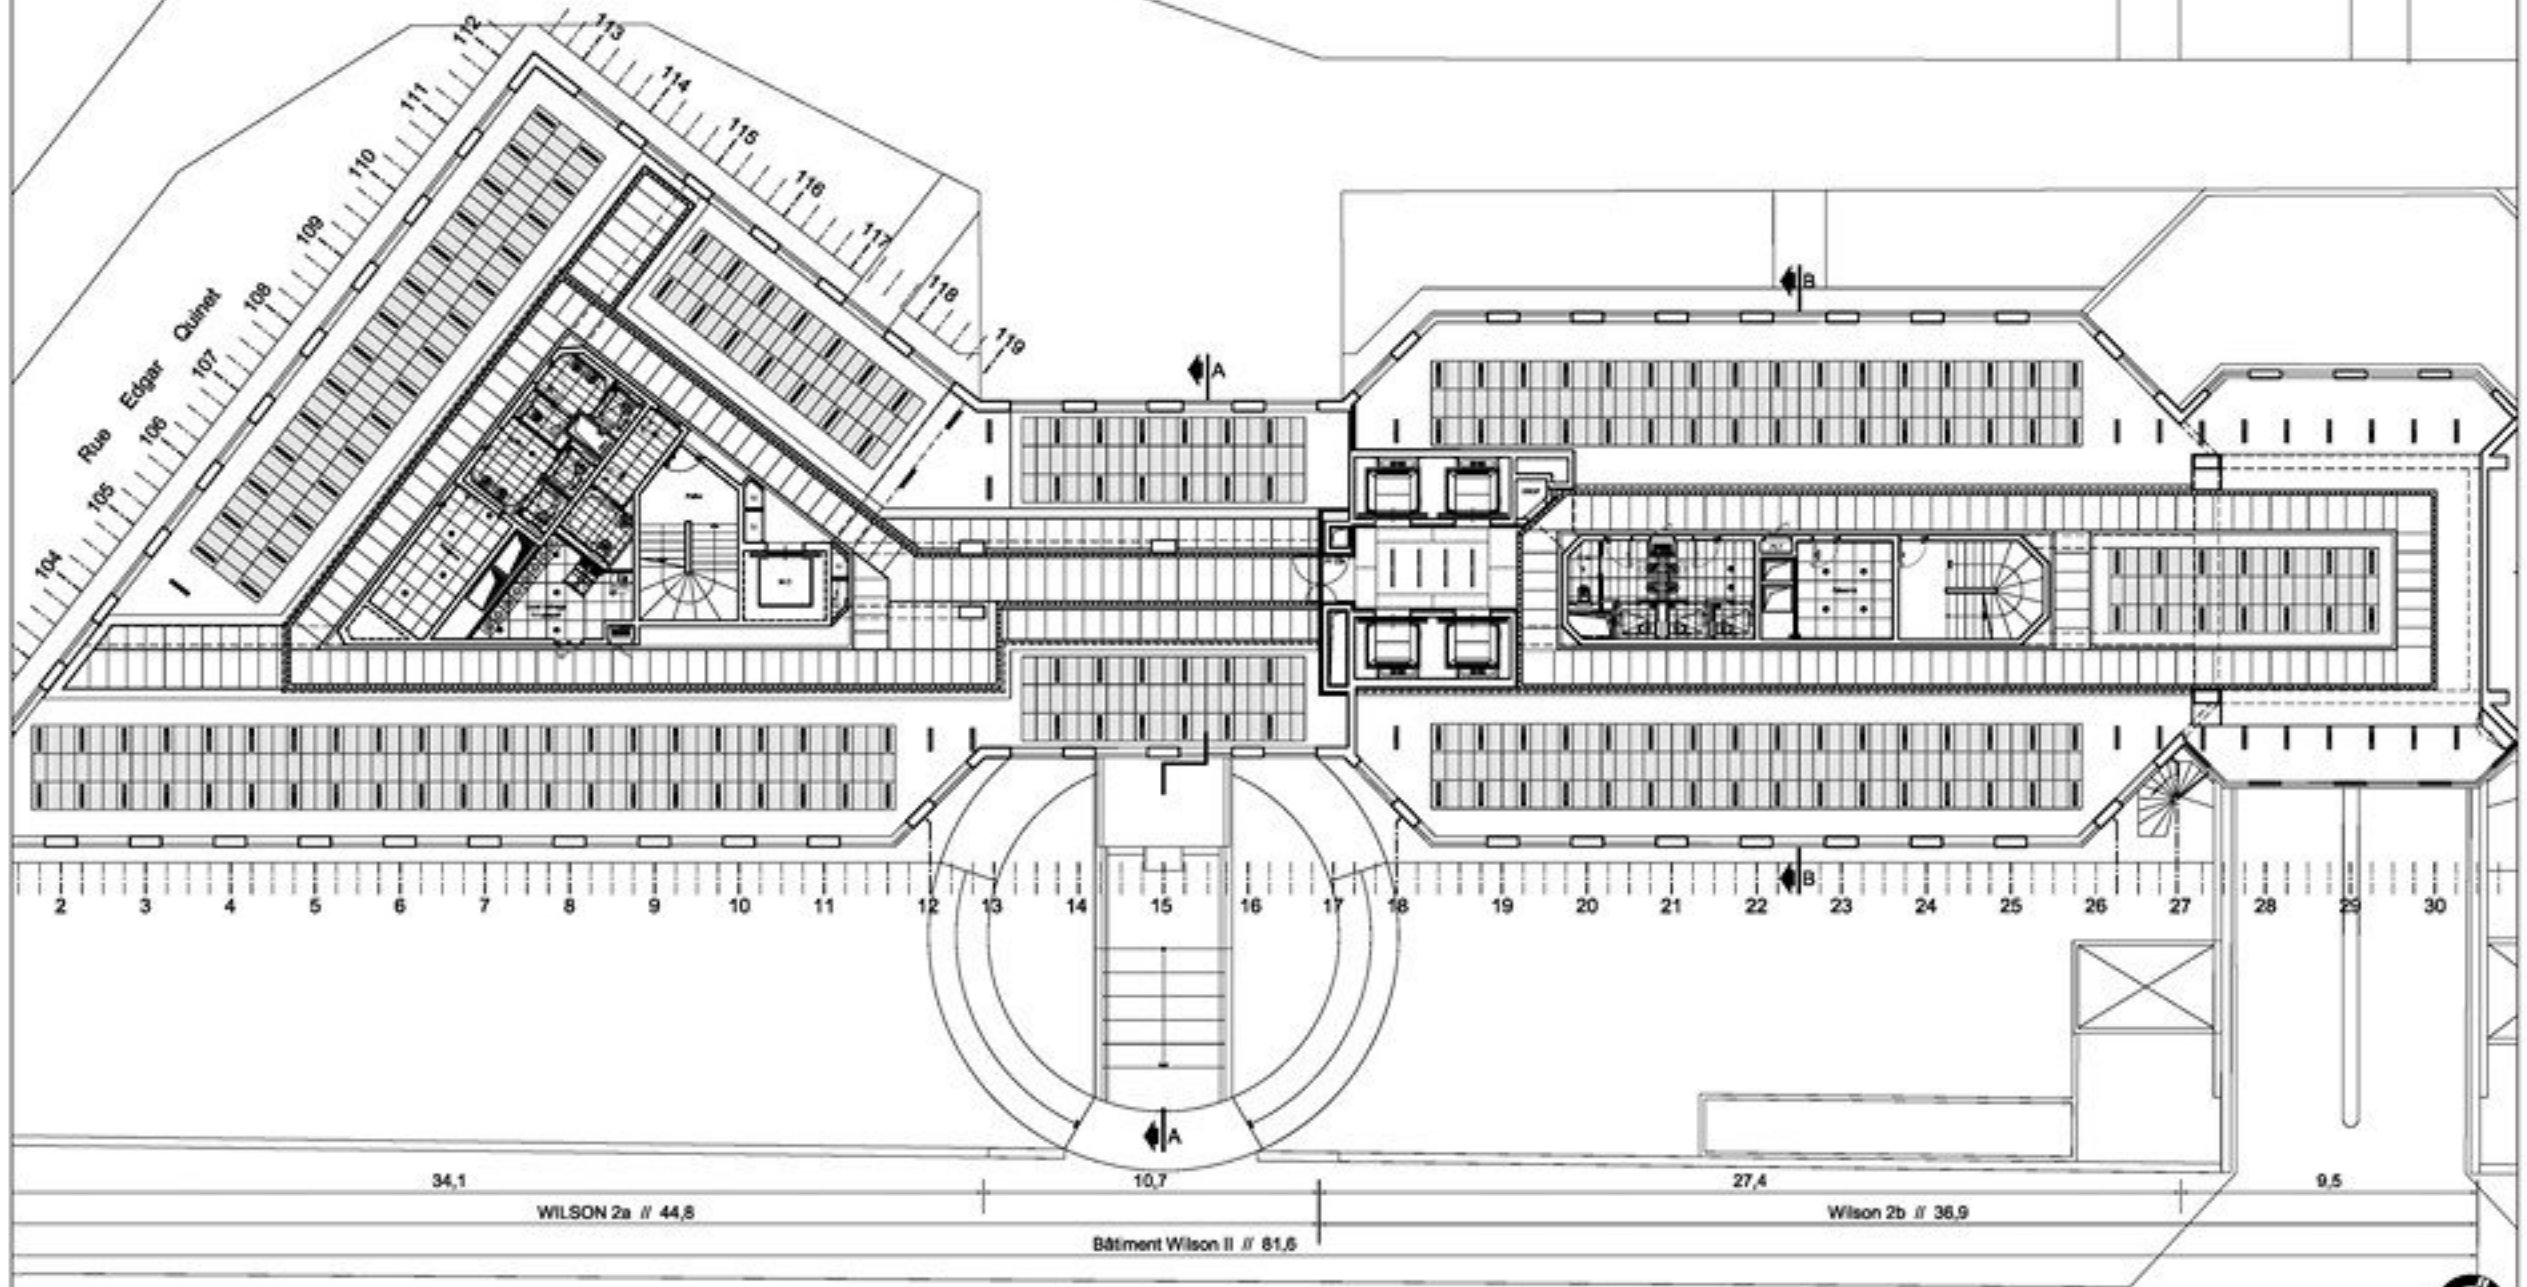 112
113
111
114
110
115
109
116
108
117
Rue Edgar Quinet
107
118
106
119
105
104
A
B
2 3 4 5 6 7 8 9 10 11 12 13 14 15 16 17 18 19 20 21 22 23 24 25 26 27 28 29 30
B
A
34,1 10,7 27,4 9,5
WILSON 2a // 44,8 Wilson 2b // 36,9
Bâtiment Wilson II // 81,6